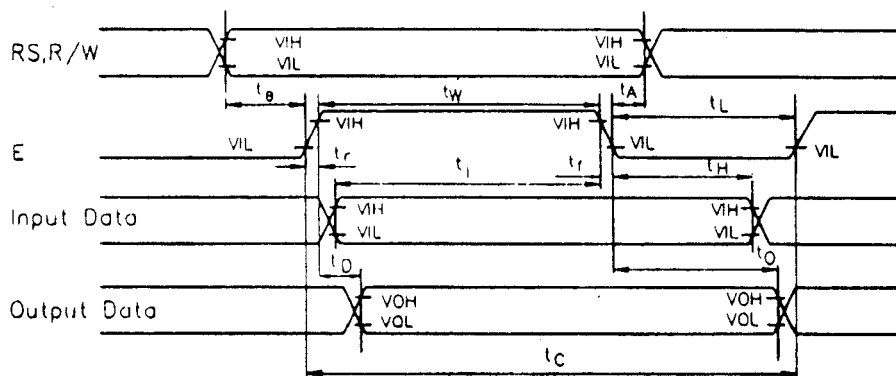 RS,R/W VIH VIH
VIL VIL
tB tW tA tL
VIH VIH
E VIL VIL VIL
tr tI tf tH
Input Data VIH VIH
VIL VIL
tD tO
Output Data VOH VOH
VOL VOL
tC